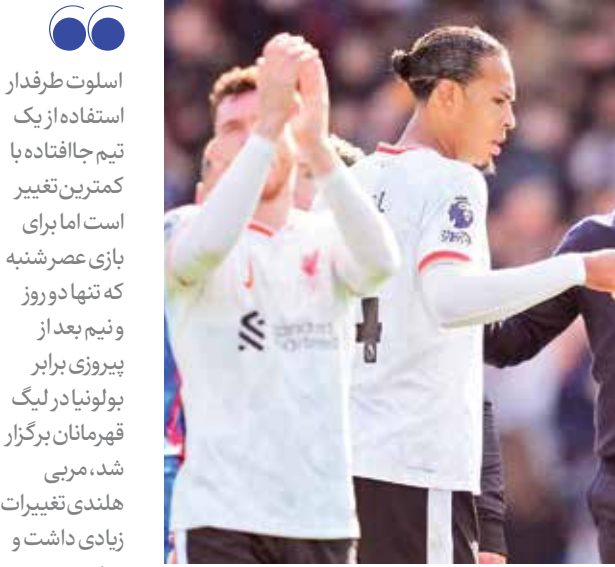 اسلوت طرفدار
استفاده از یک
تیم جاافتاده با
کمترین تغییر
است اما برای
بازی عصر شنبه
که تنها دو روز
و نیم بعد از
پیروزی برابر
بولونیا در لیگ
قهرمانان برگزار
شد، مربی
هلندی تغییرات
زیادی داشت و
4